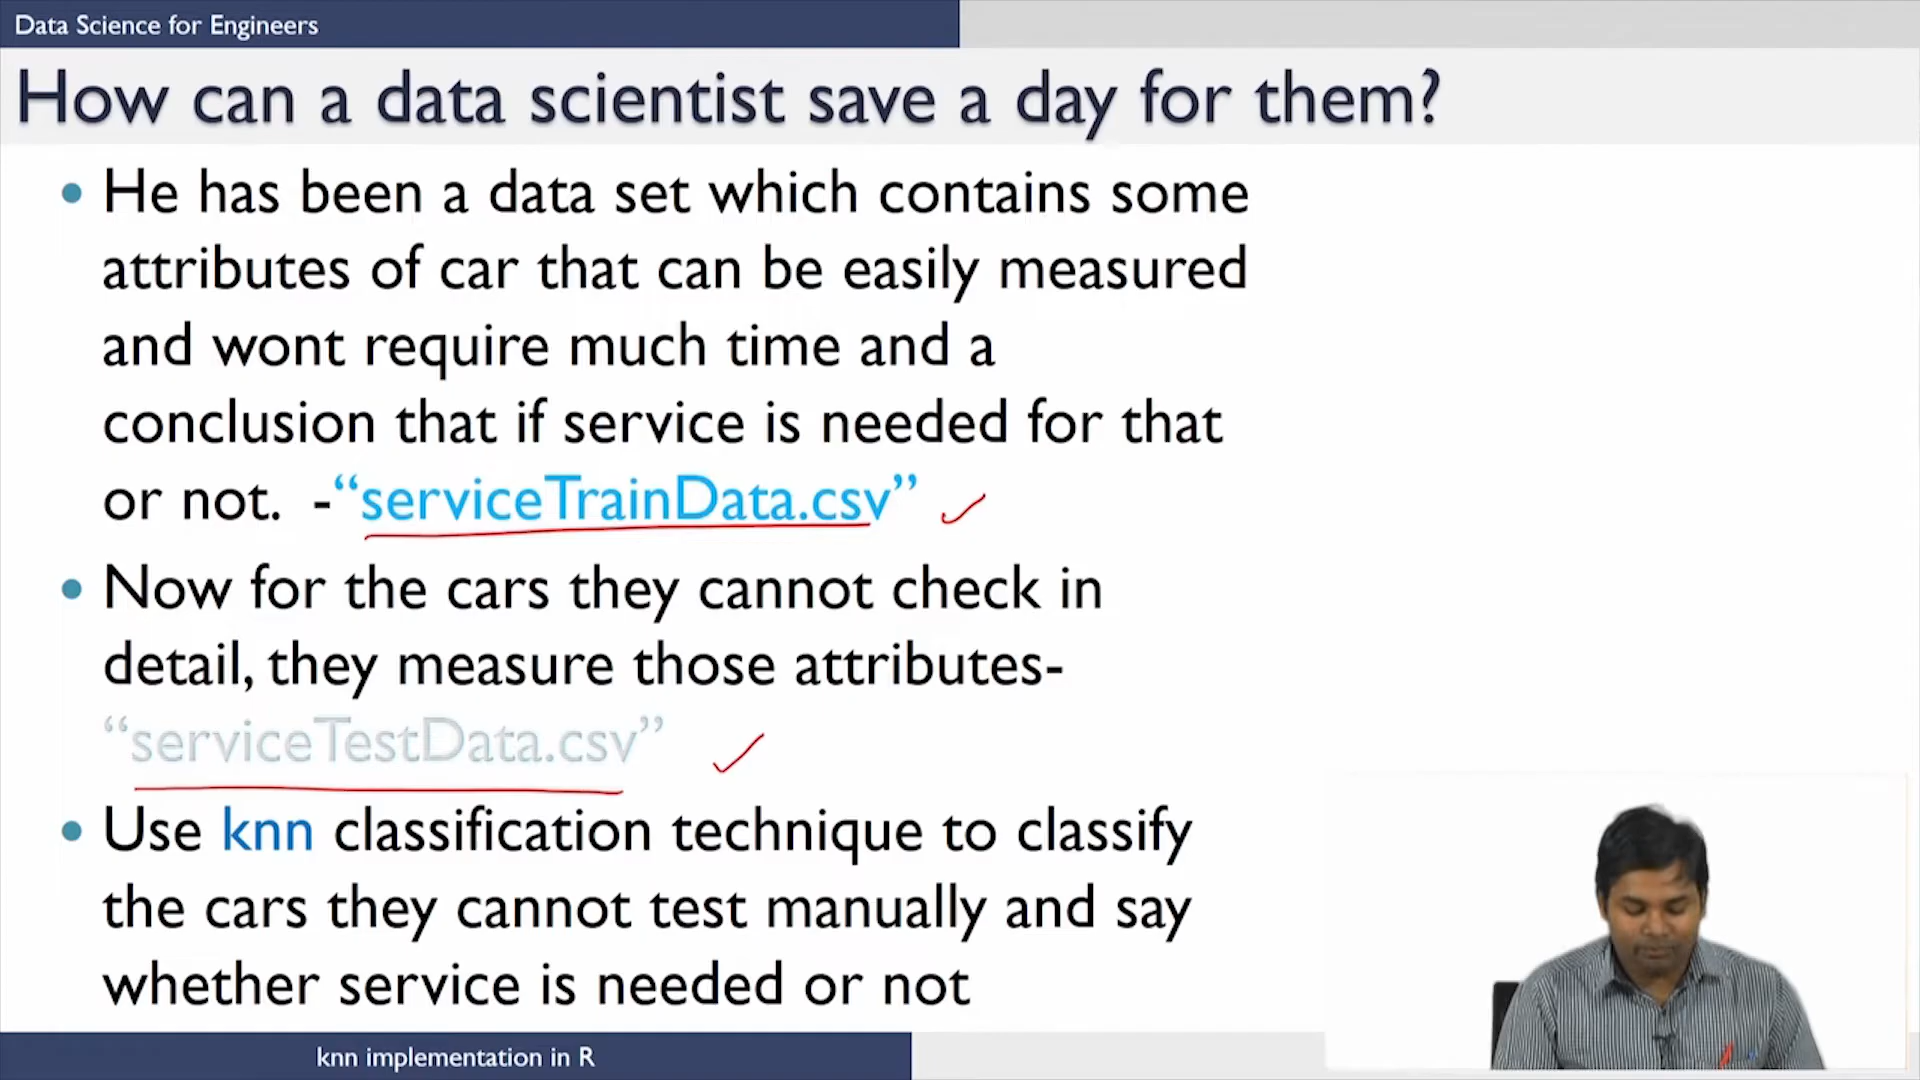 Data Science for Engineers
How can a data scientist save a day for them?
• He has been a data set which contains some
attributes of car that can be easily measured
and wont require much time and a
conclusion that if service is needed for that
or not. -“serviceTrainData.csv”
• Now for the cars they cannot check in
detail, they measure those attributes-
“serviceTestData.csv”
• Use knn classification technique to classify
the cars they cannot test manually and say
whether service is needed or not
knn implementation in R